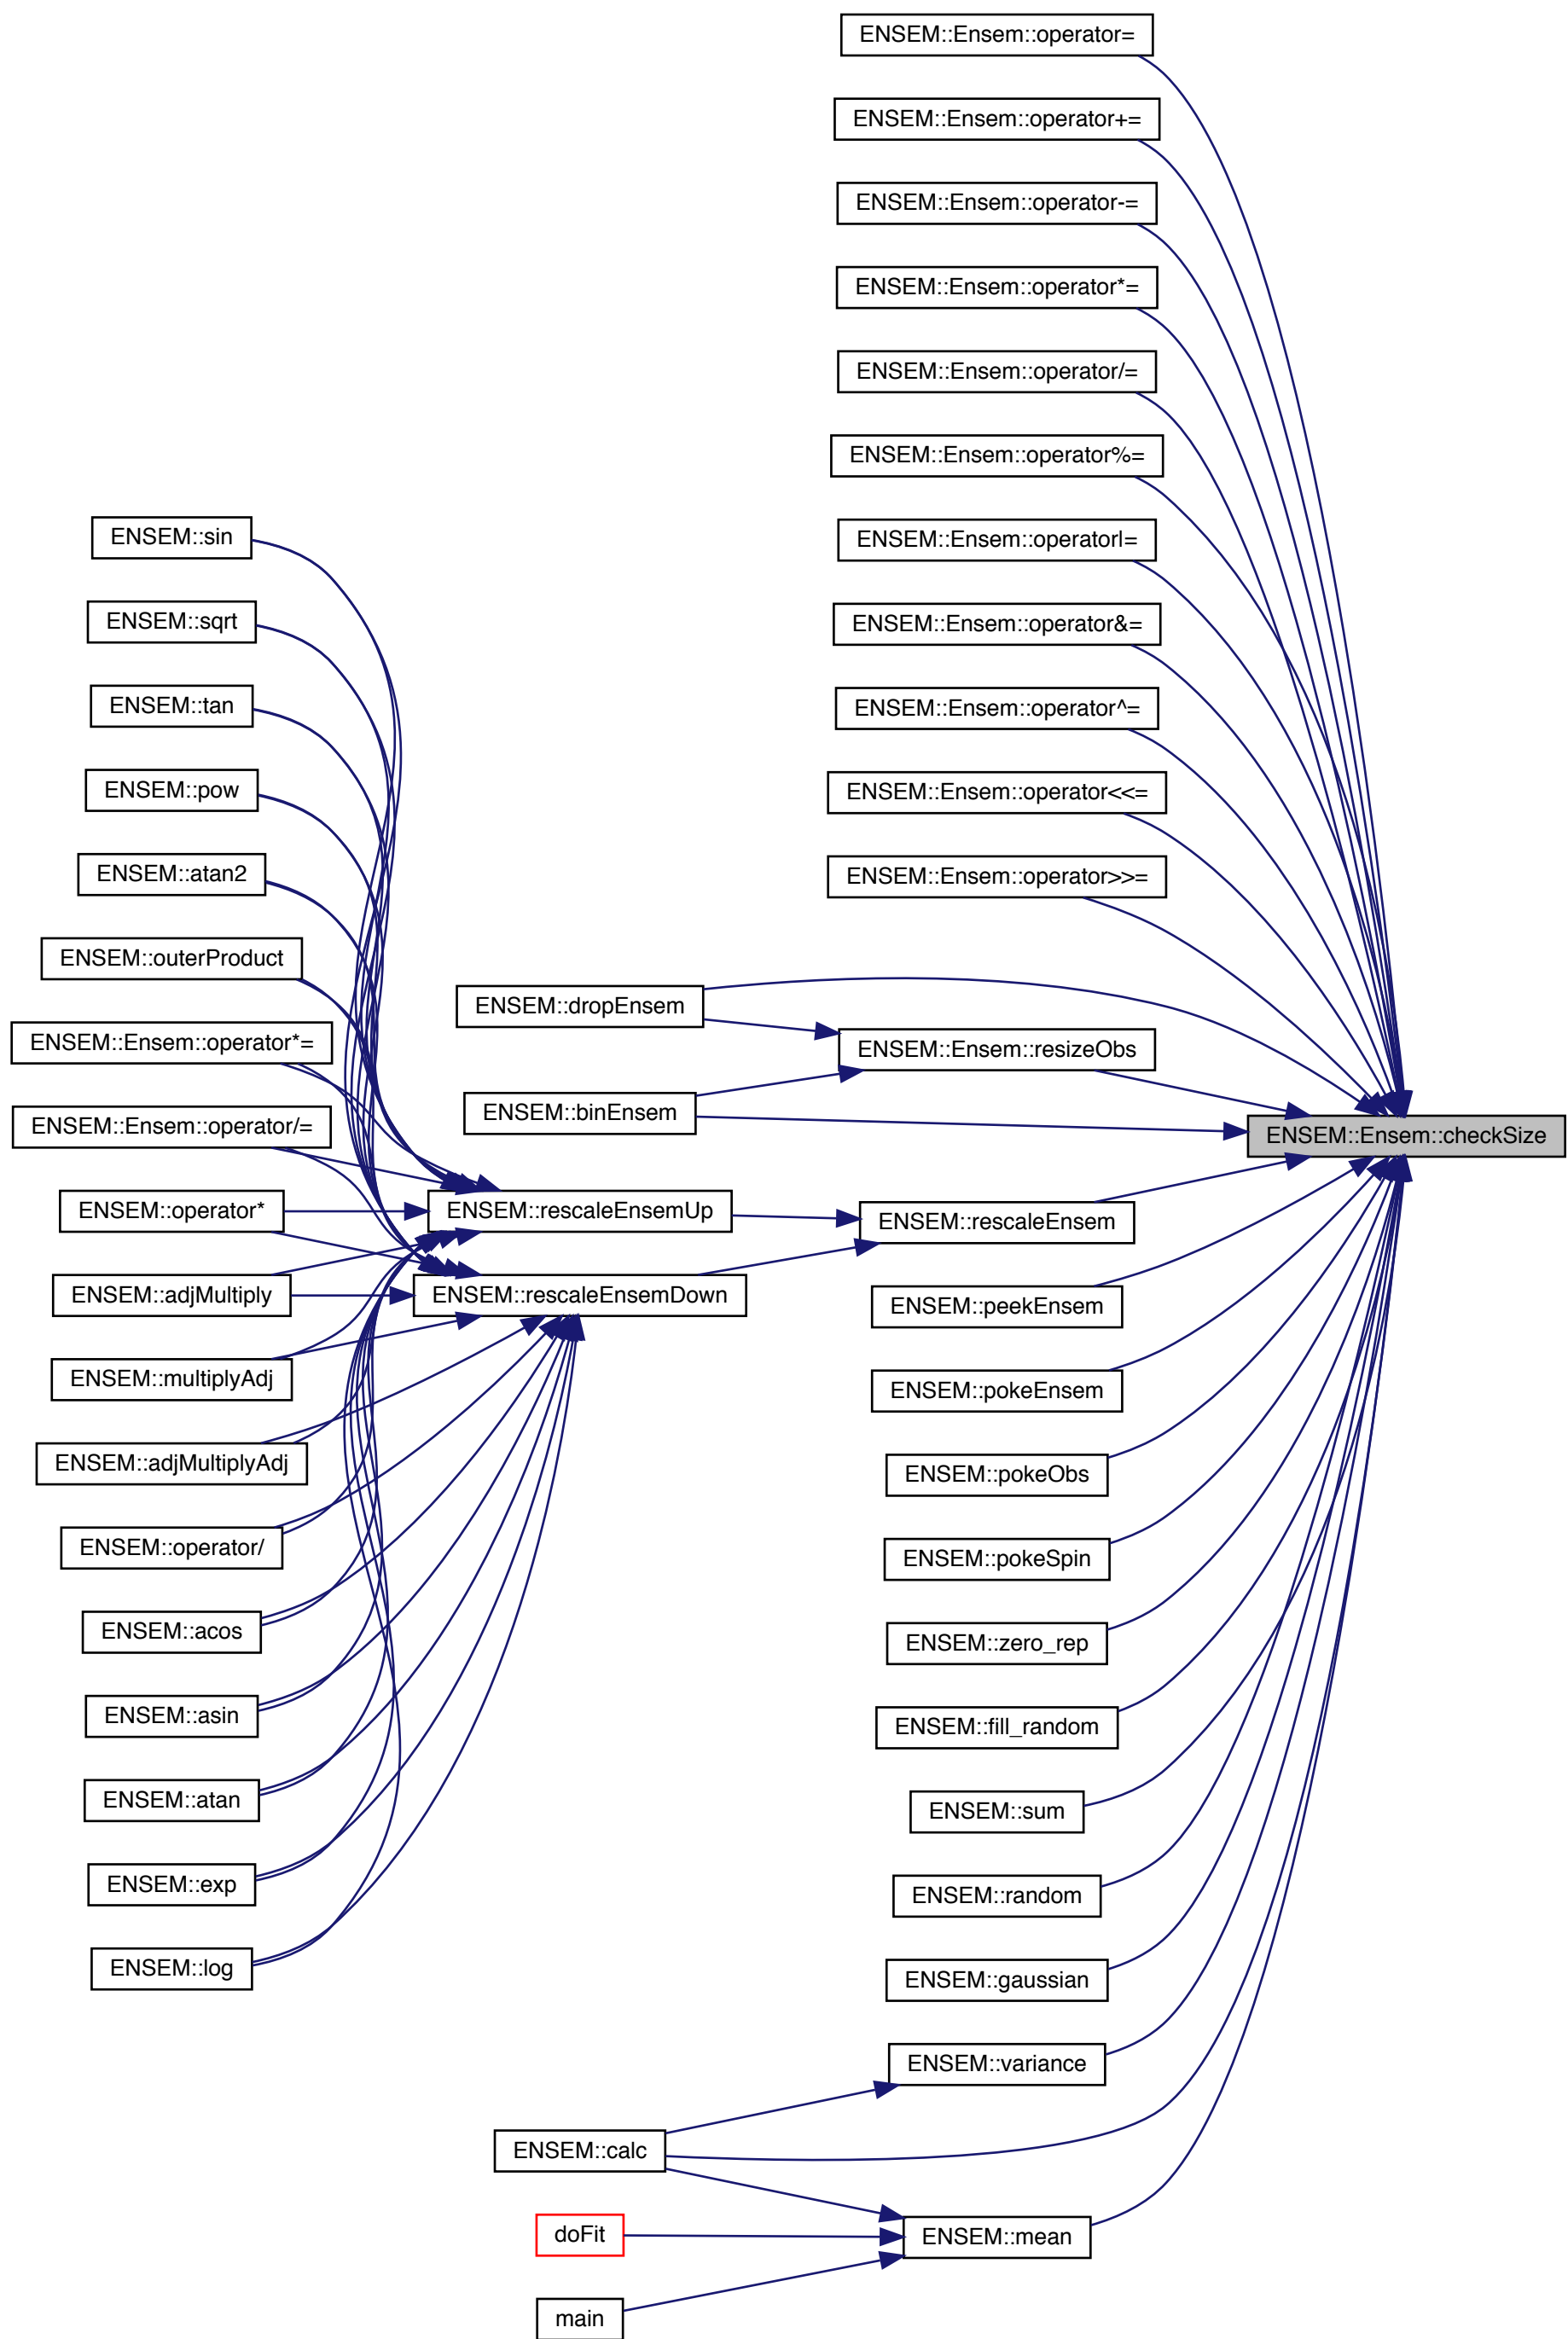 ENSEM::Ensem::operator=
ENSEM::Ensem::operator+=
ENSEM::Ensem::operator-=
ENSEM::Ensem::operator*=
ENSEM::Ensem::operator/=
ENSEM::Ensem::operator%=
ENSEM::Ensem::operator|=
ENSEM::Ensem::operator&=
ENSEM::Ensem::operator^=
ENSEM::Ensem::operator<<=
ENSEM::Ensem::operator>>=
ENSEM::sin
ENSEM::sqrt
ENSEM::tan
ENSEM::pow
ENSEM::atan2
ENSEM::outerProduct
ENSEM::Ensem::operator*=
ENSEM::Ensem::operator/=
ENSEM::operator*
ENSEM::adjMultiply
ENSEM::multiplyAdj
ENSEM::adjMultiplyAdj
ENSEM::operator/
ENSEM::acos
ENSEM::asin
ENSEM::atan
ENSEM::exp
ENSEM::log
ENSEM::dropEnsem
ENSEM::binEnsem
ENSEM::rescaleEnsemUp
ENSEM::rescaleEnsemDown
ENSEM::Ensem::resizeObs
ENSEM::Ensem::checkSize
ENSEM::rescaleEnsem
ENSEM::peekEnsem
ENSEM::pokeEnsem
ENSEM::pokeObs
ENSEM::pokeSpin
ENSEM::zero_rep
ENSEM::fill_random
ENSEM::sum
ENSEM::random
ENSEM::gaussian
ENSEM::variance
ENSEM::calc
ENSEM::mean
doFit
main